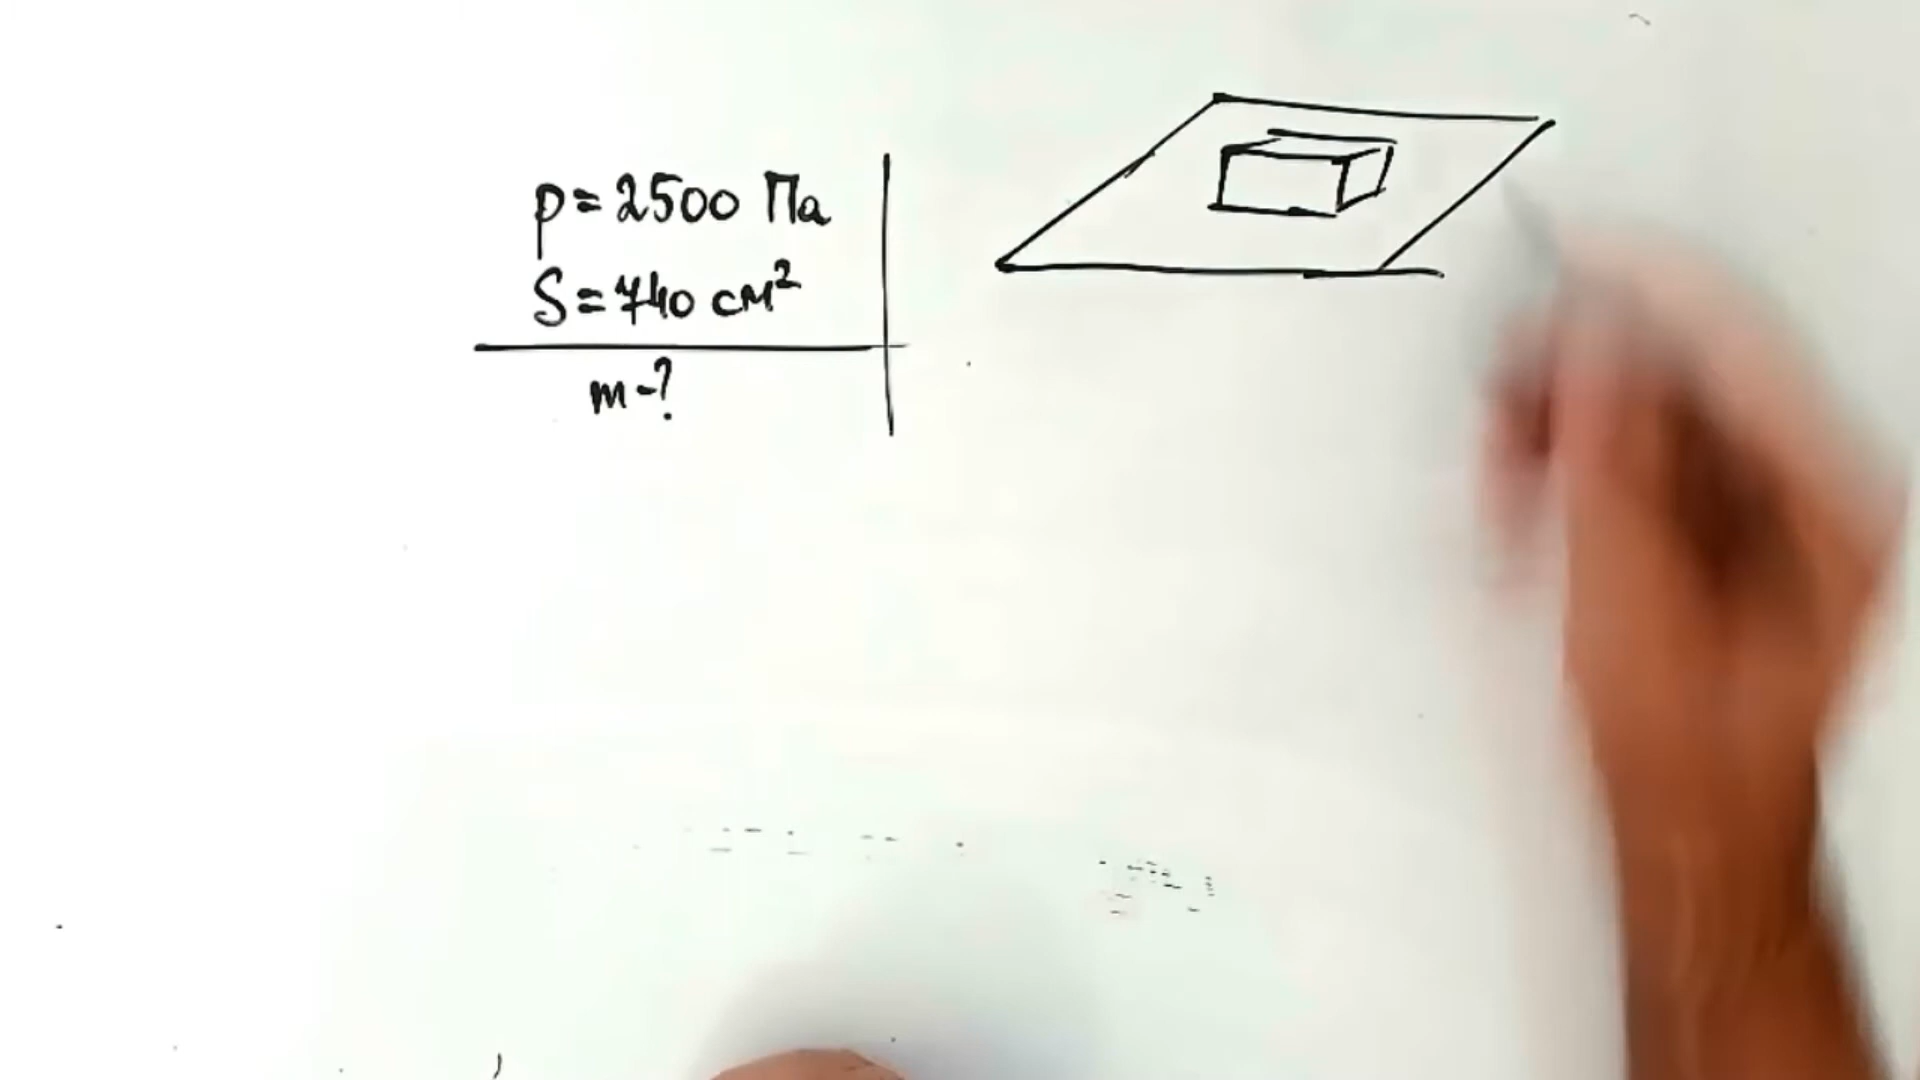 p = 2500 Па
S = 740 см²
m - ?